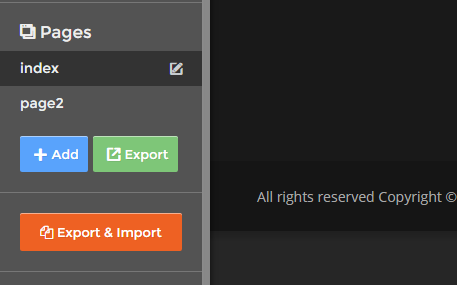 Pages
index
page2
Add
Export
Export & Import
All rights reserved Copyright ©